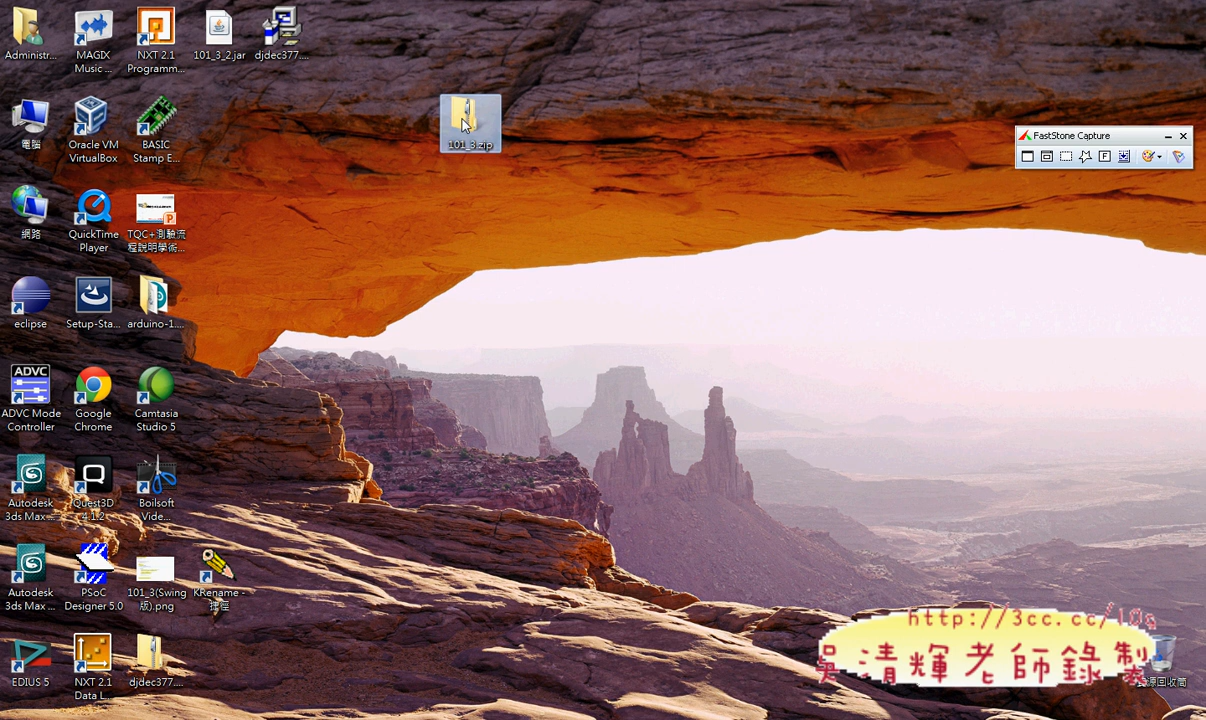 Administr...
MAGIX
Music ...
NXT 2.1
Programm...
101_3_2.jar
djdec377....
電腦
Oracle VM
VirtualBox
BASIC
Stamp E...
101_3.zip
FastStone Capture
網路
QuickTime
Player
TQC+測驗流
程說明學術...
eclipse
Setup-Sta...
arduino-1....
ADVC
ADVC Mode
Controller
Google
Chrome
Camtasia
Studio 5
Autodesk
3ds Max ...
Quest3D
4.1.2
Boilsoft
Vide...
Autodesk
3ds Max ...
PSoC
Designer 5.0
101_3(Swing
版).png
KRename -
捷徑
EDIUS 5
NXT 2.1
Data L...
djdec377....
http://3cc.cc/10q
吳清輝老師錄製
資源回收筒